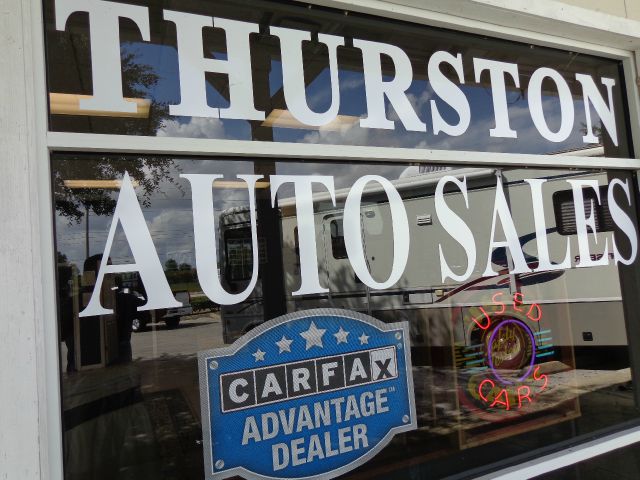 THURSTON
AUTO SALES
CARFAX
ADVANTAGE
DEALER
USED
CARS